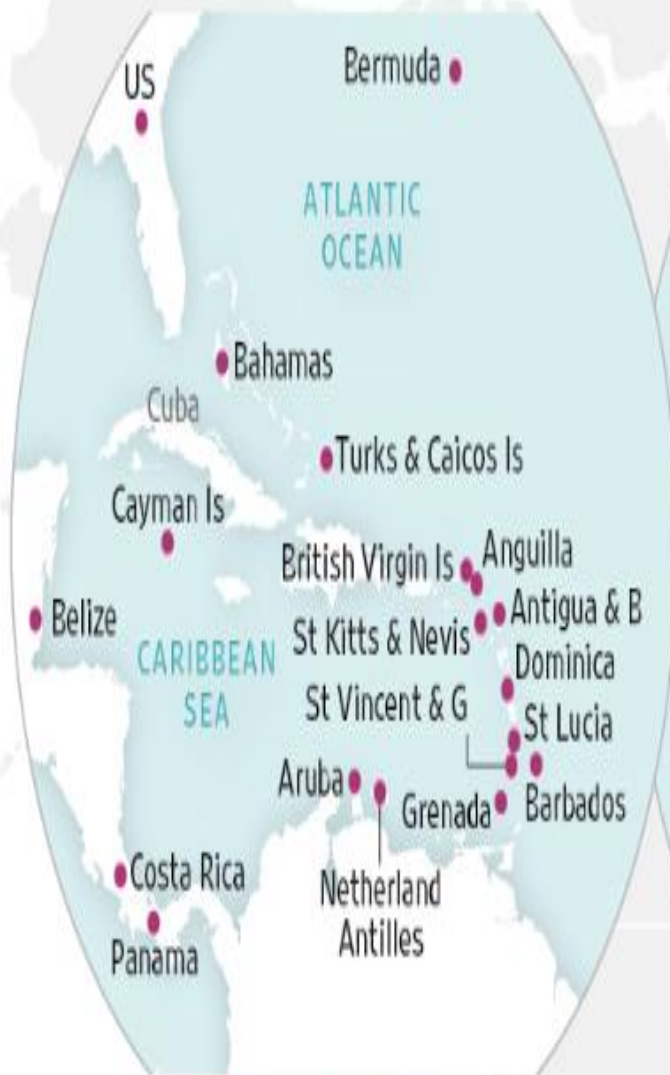 US
Bermuda
ATLANTIC
OCEAN
Bahamas
Cuba
Turks & Caicos Is
Cayman Is
British Virgin Is
Anguilla
Belize
Antigua & B
St Kitts & Nevis
CARIBBEAN
SEA
Dominica
St Vincent & G
St Lucia
Aruba
Grenada
Barbados
Costa Rica
Netherland
Antilles
Panama